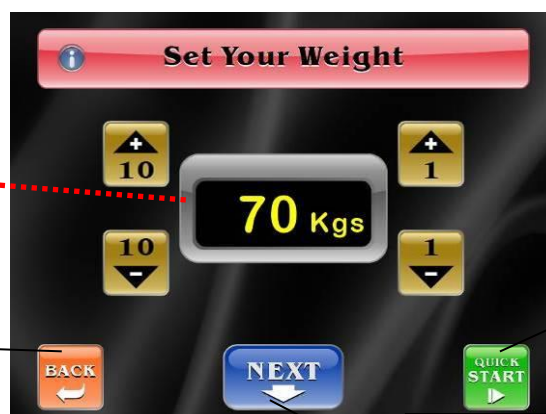 Set Your Weight
+
10
+
1
70 Kgs
10
-
1
-
BACK
NEXT
QUICK
START